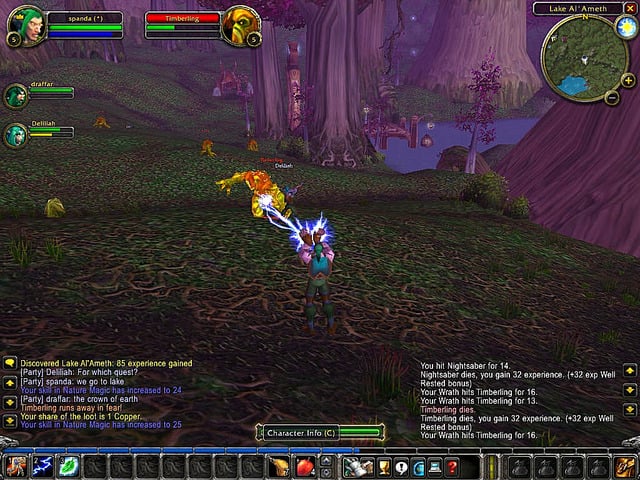 spanda (*)
5
Timberling
5
Lake Al'Ameth
N
draffar
Deliliah
Deliliah
Discovered Lake Al'Ameth: 85 experience gained
[Party] Deliliah: For which quest?
[Party] spanda: we go to lake
Your skill in Nature Magic has increased to 24
[Party] draffar: the crown of earth
Timberling runs away in fear!
Your share of the loot is 1 Copper.
Your skill in Nature Magic has increased to 25
You hit Nightsaber for 14.
Nightsaber dies, you gain 32 experience. (+32 exp Well
Rested bonus)
Your Wrath hits Timberling for 16.
Your Wrath hits Timberling for 13.
Timberling dies.
Timberling dies, you gain 32 experience. (+32 exp Well
Rested bonus)
Your Wrath hits Timberling for 16.
Character Info (C)